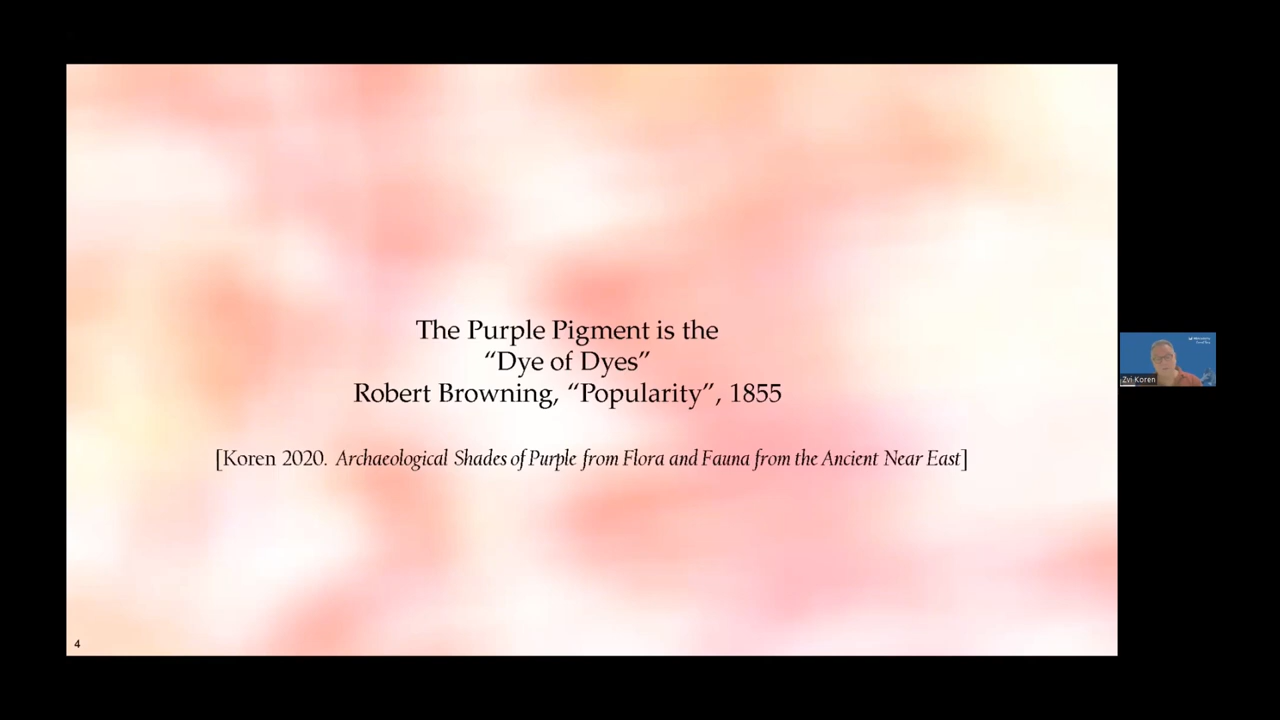 The Purple Pigment is the
“Dye of Dyes”
Robert Browning, “Popularity”, 1855
[Koren 2020. Archaeological Shades of Purple from Flora and Fauna from the Ancient Near East]
4
Zvi Koren